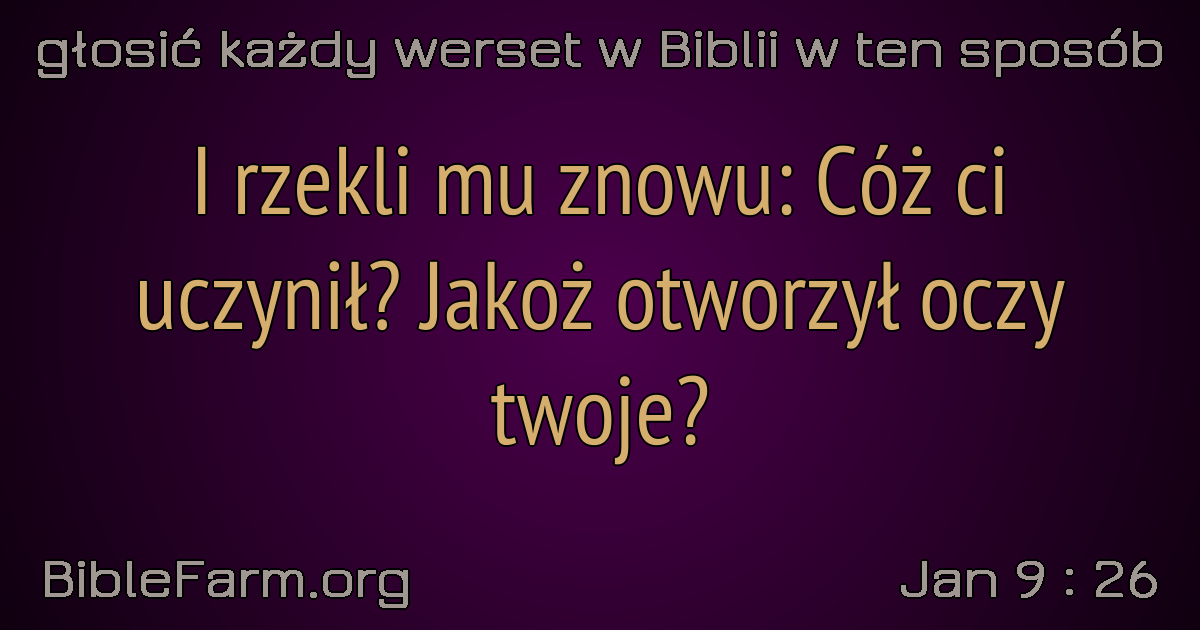 głosić każdy werset w Biblii w ten sposób
I rzekli mu znowu: Cóż ci
uczynił? Jakoż otworzył oczy
twoje?
BibleFarm.org
Jan 9 : 26